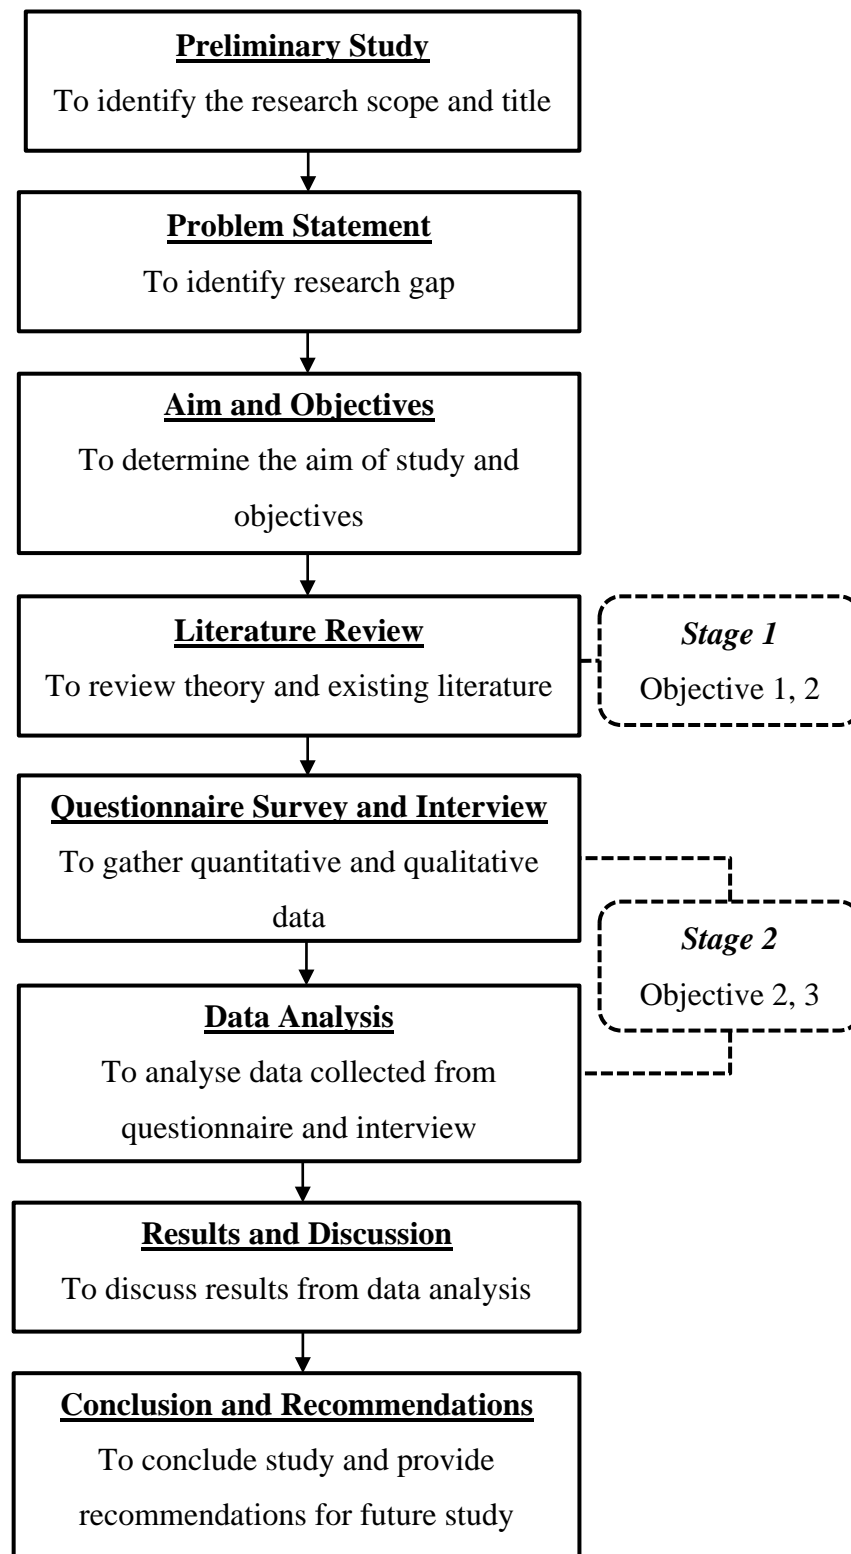 Preliminary Study
To identify the research scope and title
Problem Statement
To identify research gap
Aim and Objectives
To determine the aim of study and
objectives
Literature Review
To review theory and existing literature
Stage 1
Objective 1, 2
Questionnaire Survey and Interview
To gather quantitative and qualitative
data
Stage 2
Objective 2, 3
Data Analysis
To analyse data collected from
questionnaire and interview
Results and Discussion
To discuss results from data analysis
Conclusion and Recommendations
To conclude study and provide
recommendations for future study